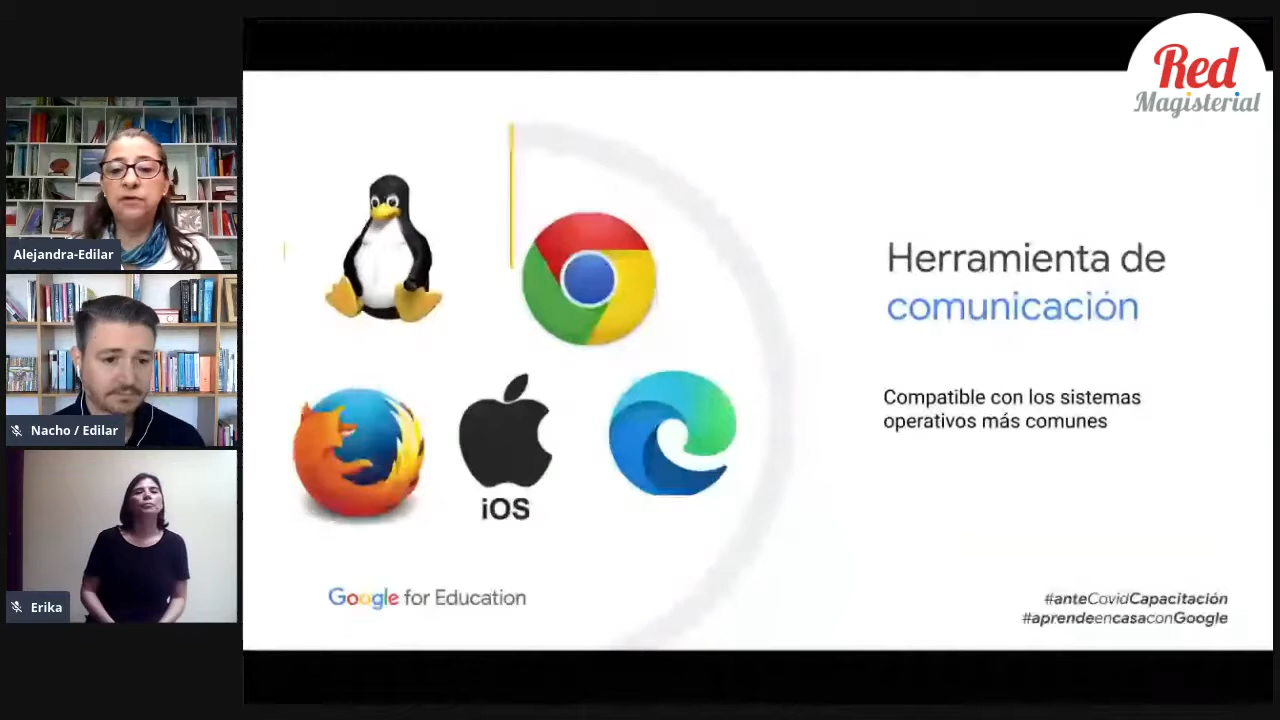 Red
Magisterial
Alejandra-Edilar
Nacho / Edilar
Erika
Herramienta de
comunicación
Compatible con los sistemas
operativos más comunes
iOS
Google for Education
#anteCovidCapacitación
#aprendeencasaconGoogle